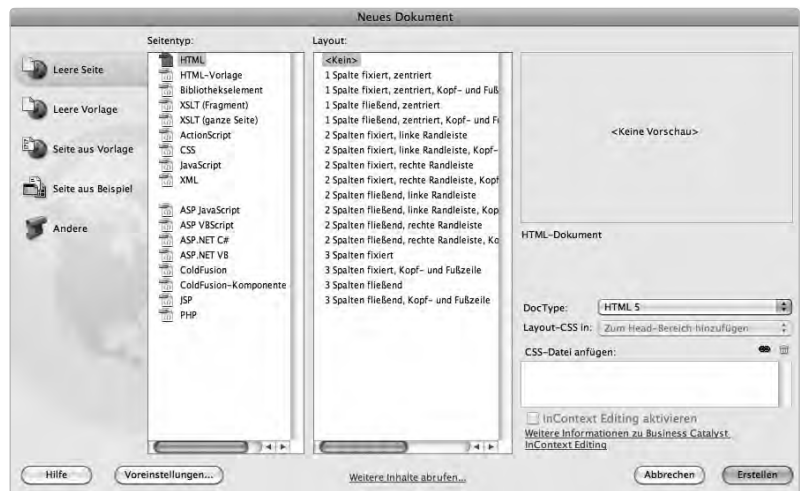 Neues Dokument
Leere Seite
Leere Vorlage
Seite aus Vorlage
Seite aus Beispiel
Andere
Seitentyp:
HTML
HTML-Vorlage
Bibliothekselement
XSLT (Fragment)
XSLT (ganze Seite)
ActionScript
CSS
JavaScript
XML
ASP JavaScript
ASP VBScript
ASP.NET C#
ASP.NET VB
ColdFusion
ColdFusion-Komponente
JSP
PHP
Layout:
<Kein>
1 Spalte fixiert, zentriert
1 Spalte fixiert, zentriert, Kopf- und Fuß
1 Spalte fließend, zentriert
1 Spalte fließend, zentriert, Kopf- und F
2 Spalten fixiert, linke Randleiste
2 Spalten fixiert, linke Randleiste, Kopf-
2 Spalten fixiert, rechte Randleiste
2 Spalten fixiert, rechte Randleiste, Kopf
2 Spalten fließend, linke Randleiste
2 Spalten fließend, linke Randleiste, Kop
2 Spalten fließend, rechte Randleiste
2 Spalten fließend, rechte Randleiste, Ko
3 Spalten fixiert
3 Spalten fixiert, Kopf- und Fußzeile
3 Spalten fließend
3 Spalten fließend, Kopf- und Fußzeile
<Keine Vorschau>
HTML-Dokument
DocType: HTML 5
Layout-CSS in: Zum Head-Bereich hinzufügen
CSS-Datei anfügen:
InContext Editing aktivieren
Weitere Informationen zu Business Catalyst
InContext Editing
Hilfe
Voreinstellungen...
Weitere Inhalte abrufen...
Abbrechen
Erstellen